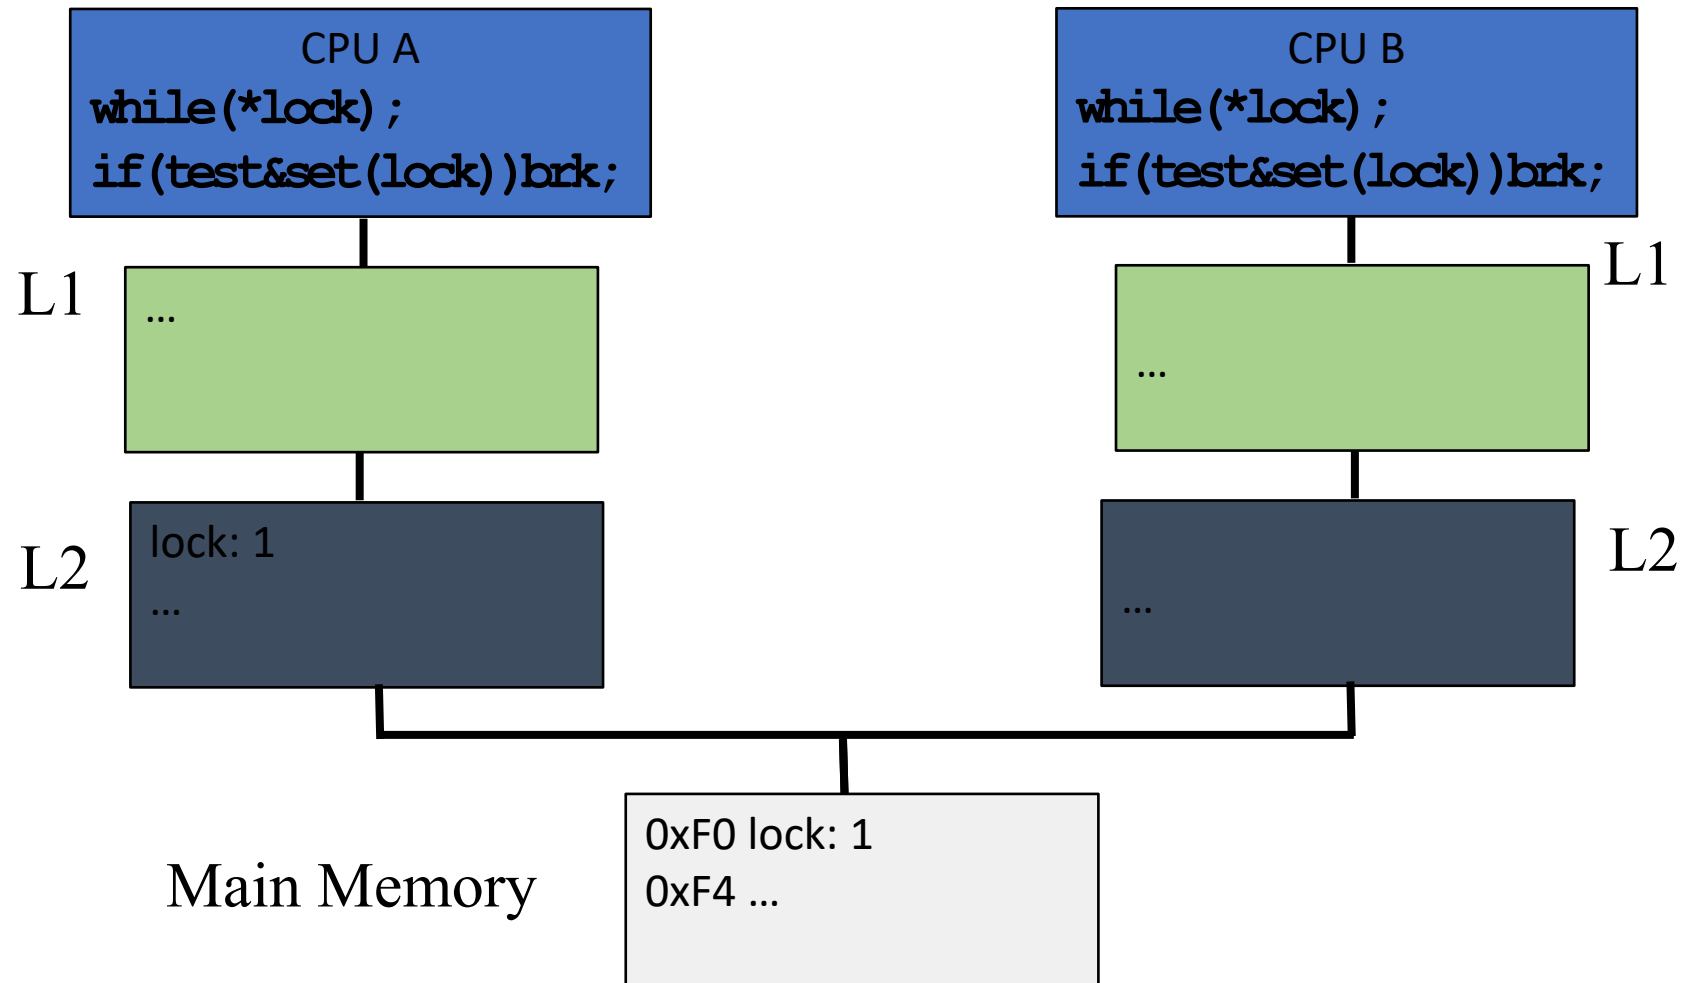 CPU A
while(*lock);
if(test&set(lock))brk;
CPU B
while(*lock);
if(test&set(lock))brk;
L1
…
L1
…
L2
lock: 1
…
L2
…
Main Memory
0xF0 lock: 1
0xF4 …